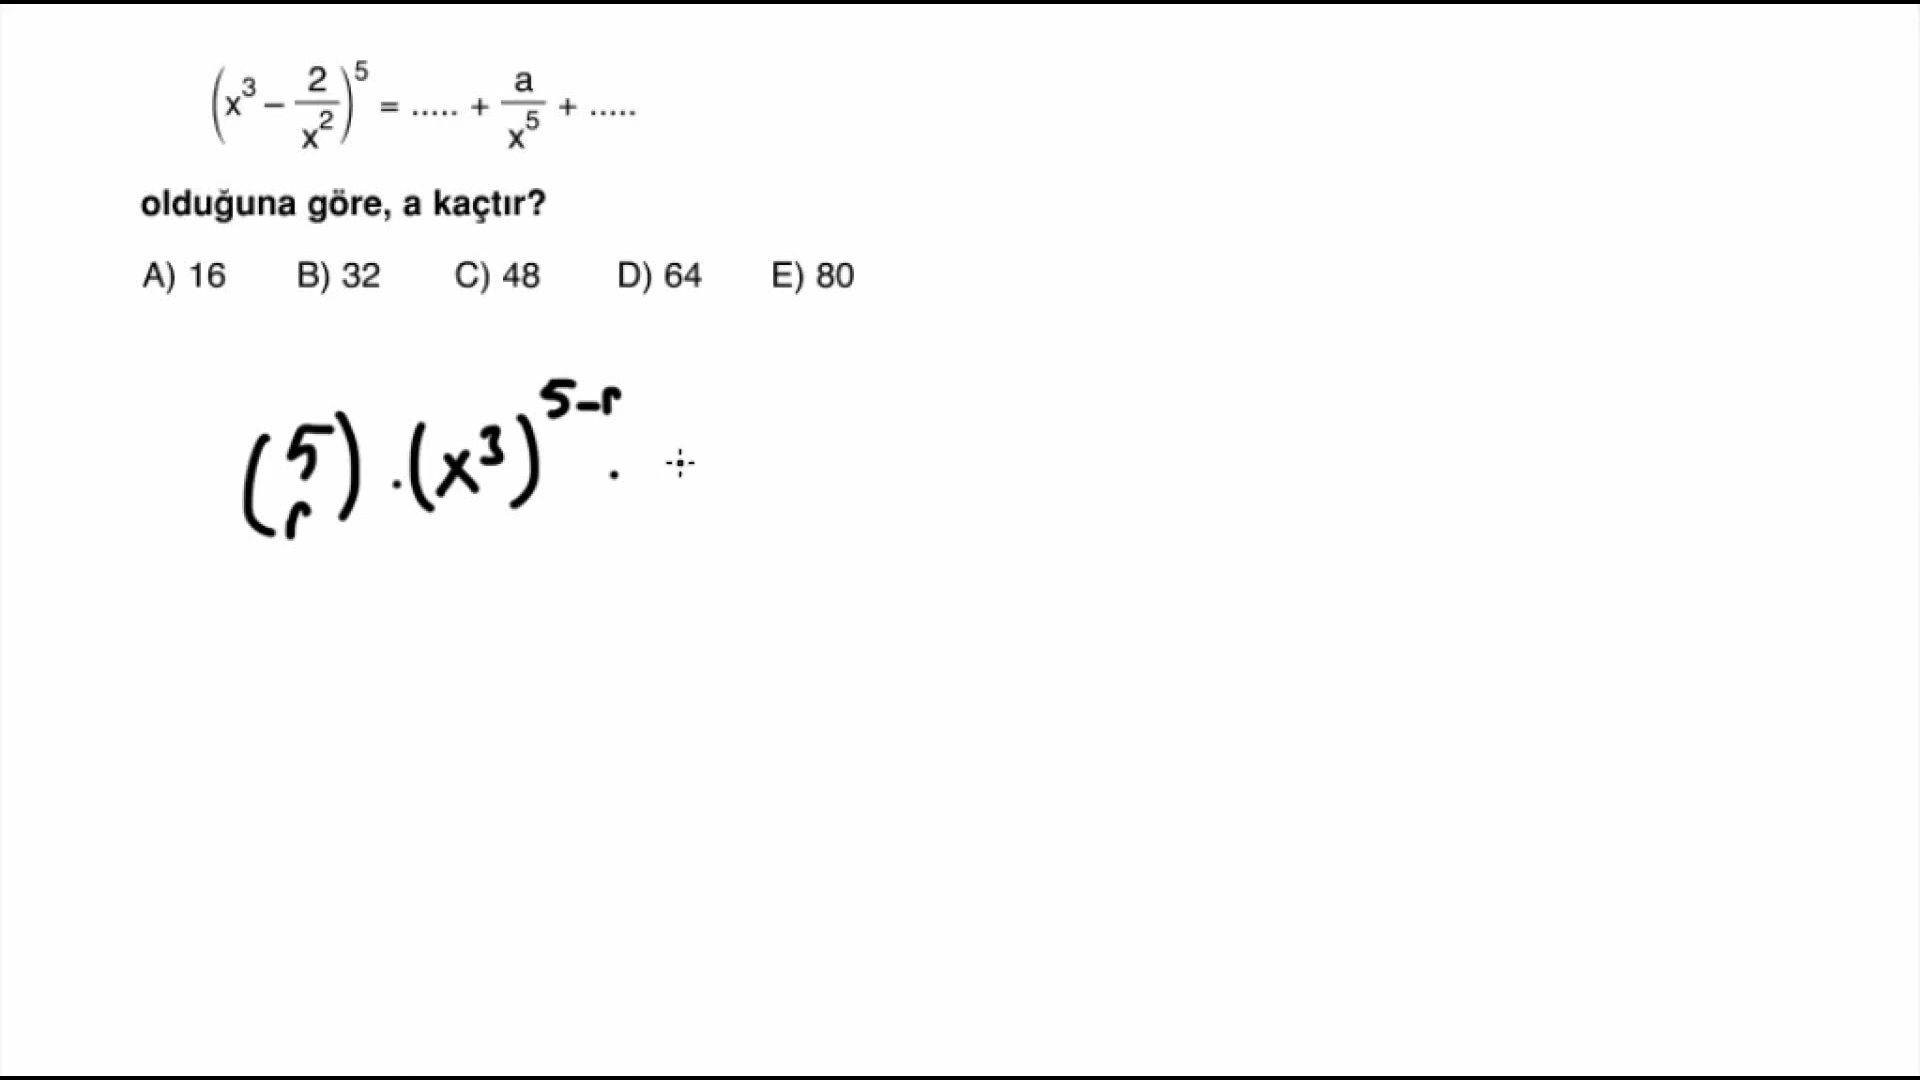 (x³ − 2/x²)⁵ = ..... + a/x⁵ + .....
olduğuna göre, a kaçtır?
A) 16 B) 32 C) 48 D) 64 E) 80
(5 r) . (x³)⁵⁻ʳ .